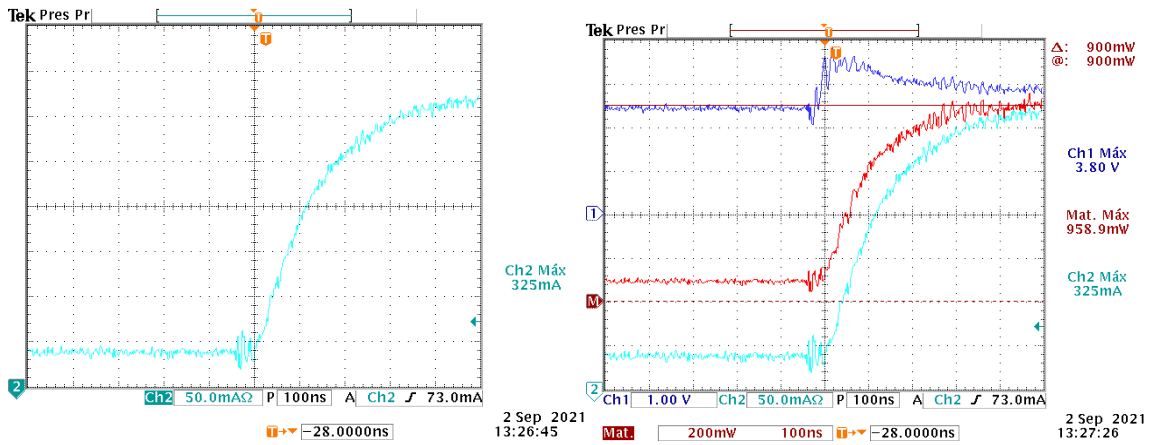 Tek Pres Pr
T
T
Ch2 Máx
325mA
2
Ch2 50.0mAΩ P 100ns A Ch2 73.0mA
2 Sep 2021
13:26:45
T -28.0000ns
Tek Pres Pr
T
T
Δ: 900mW
@: 900mW
Ch1 Máx
3.80 V
1
Mat. Máx
958.9mW
Ch2 Máx
325mA
M
2
Ch1 1.00 V Ch2 50.0mAΩ P 100ns A Ch2 73.0mA
2 Sep 2021
13:27:26
Mat. 200mW 100ns T -28.0000ns